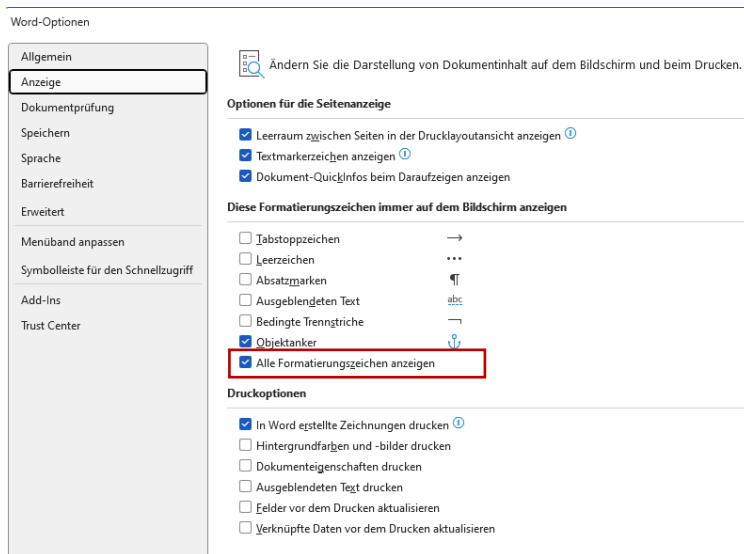 Word-Optionen
Allgemein
Anzeige
Dokumentprüfung
Speichern
Sprache
Barrierefreiheit
Erweitert
Menüband anpassen
Symbolleiste für den Schnellzugriff
Add-Ins
Trust Center
Ändern Sie die Darstellung von Dokumentinhalt auf dem Bildschirm und beim Drucken.
Optionen für die Seitenanzeige
Leerraum zwischen Seiten in der Drucklayoutansicht anzeigen
Textmarkerzeichen anzeigen
Dokument-QuickInfos beim Daraufzeigen anzeigen
Diese Formatierungszeichen immer auf dem Bildschirm anzeigen
Tabstoppzeichen →
Leerzeichen •••
Absatzmarken ¶
Ausgeblendeten Text abc
Bedingte Trennstriche ¬
Objektanker
Alle Formatierungszeichen anzeigen
Druckoptionen
In Word erstellte Zeichnungen drucken
Hintergrundfarben und -bilder drucken
Dokumenteigenschaften drucken
Ausgeblendeten Text drucken
Felder vor dem Drucken aktualisieren
Verknüpfte Daten vor dem Drucken aktualisieren